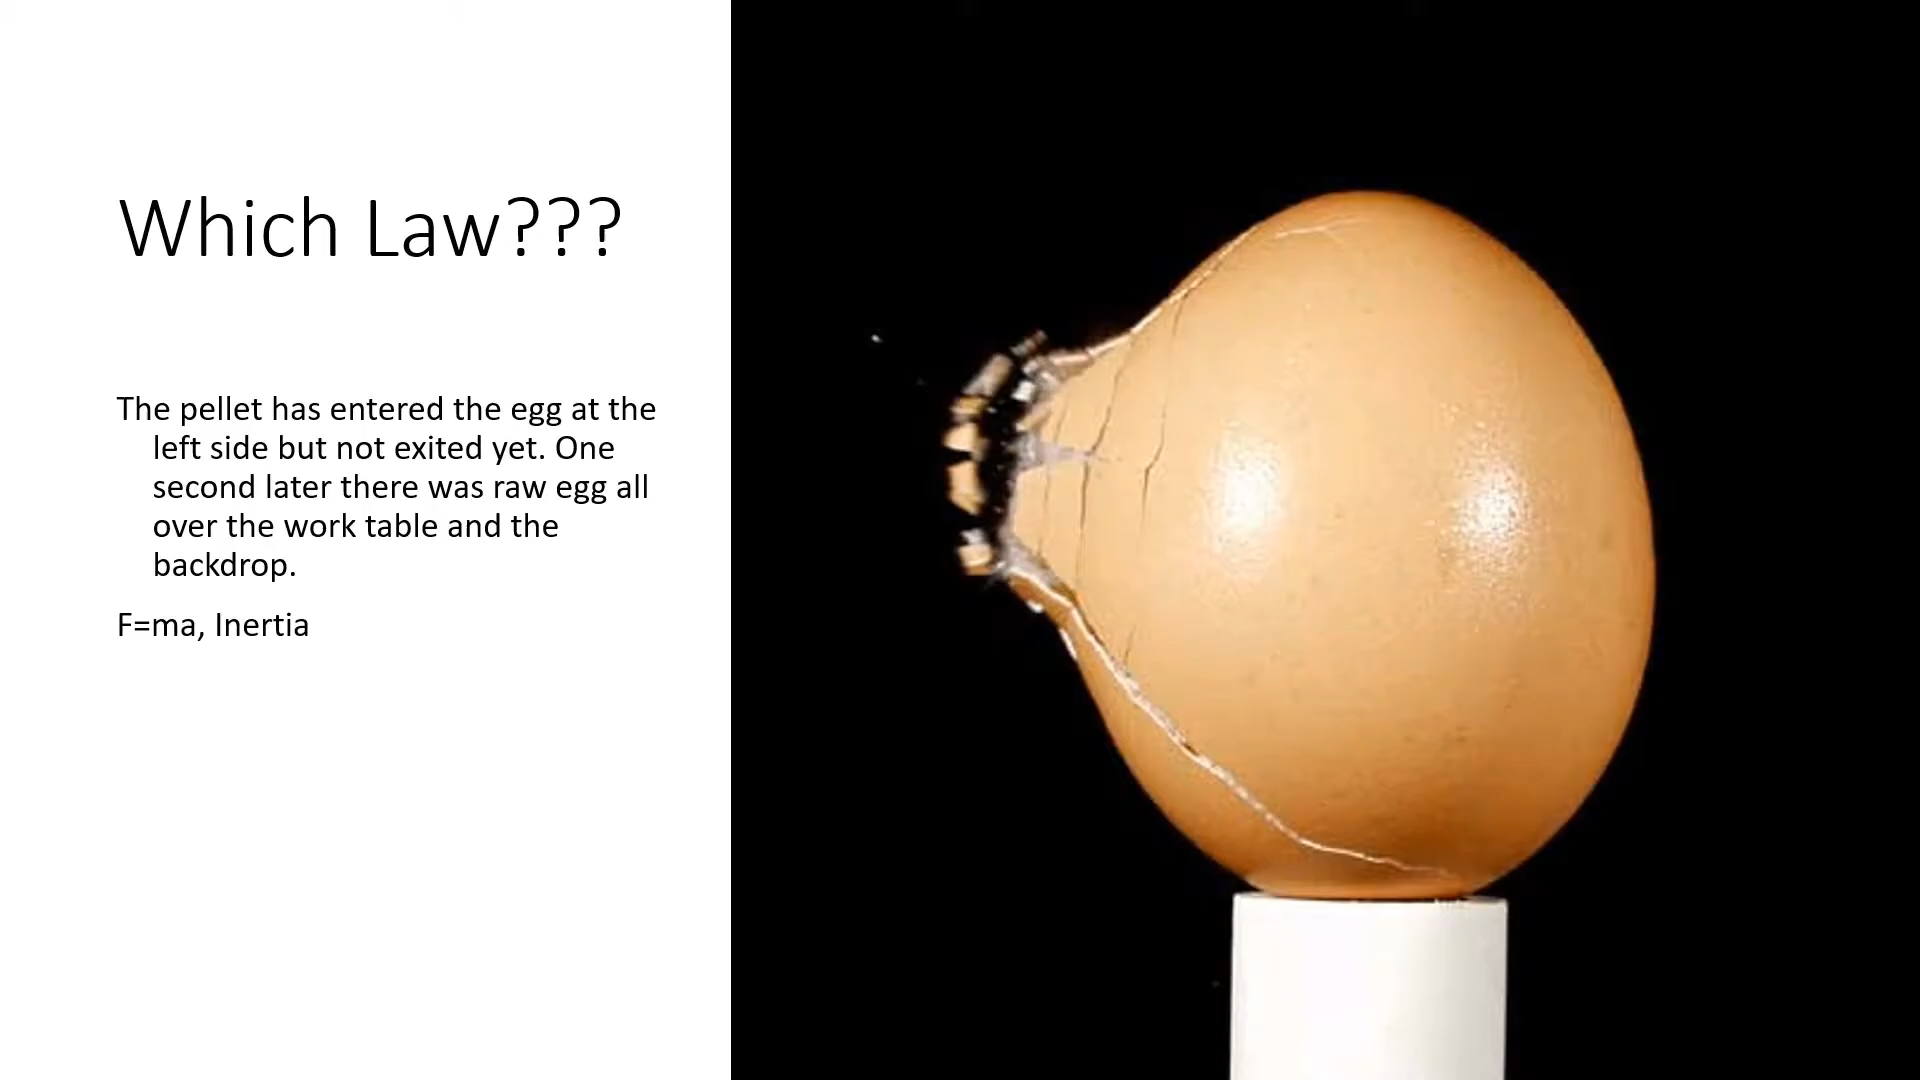 Which Law???
The pellet has entered the egg at the
left side but not exited yet. One
second later there was raw egg all
over the work table and the
backdrop.
F=ma, Inertia